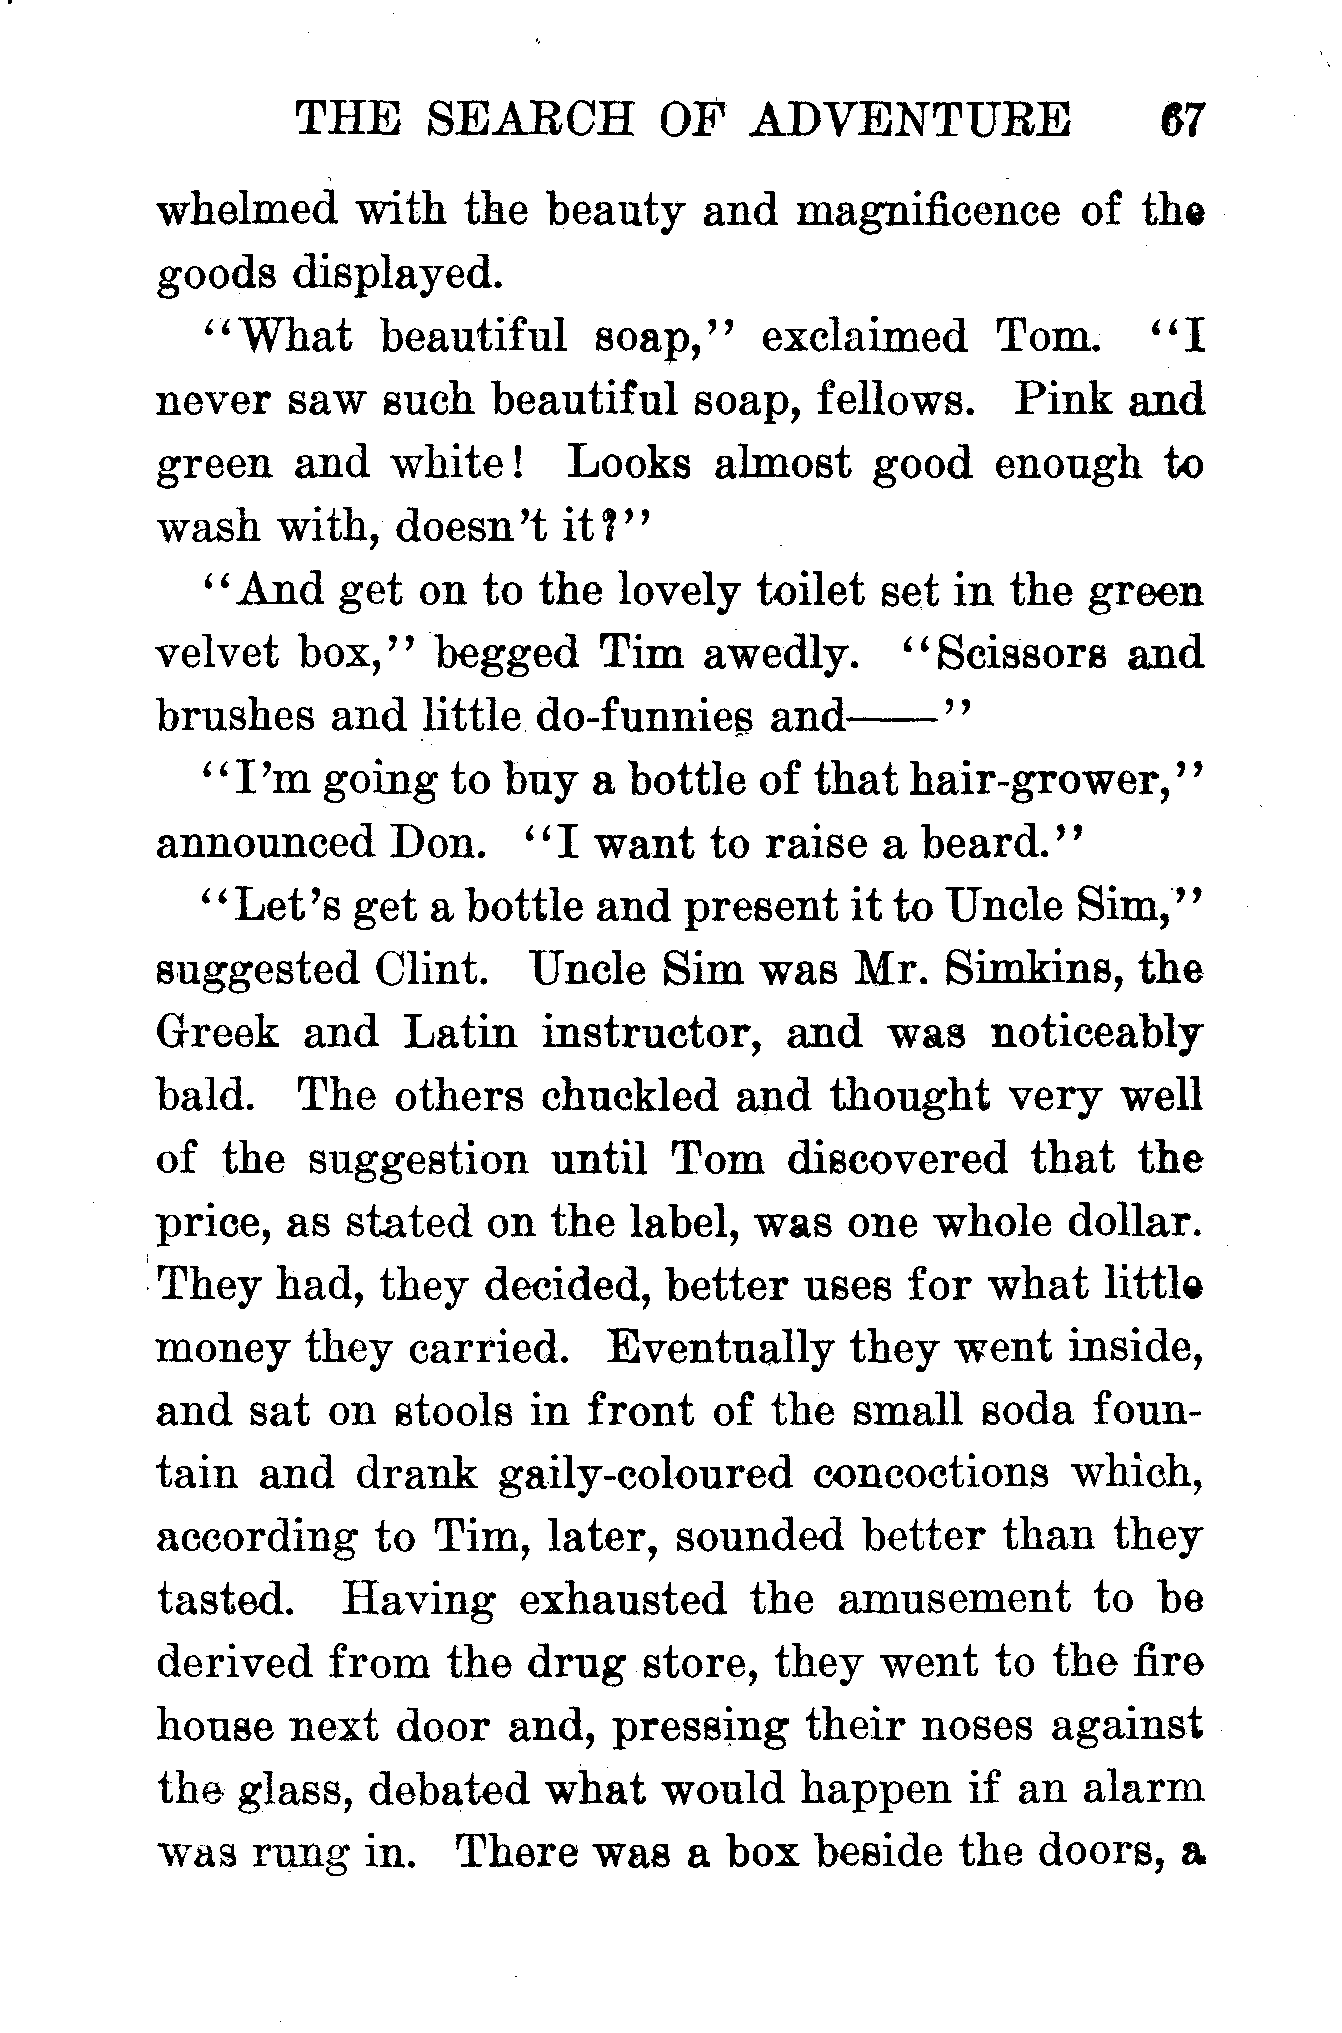 THE SEARCH OF ADVENTURE 67
whelmed with the beauty and magnificence of the
goods displayed.
"What beautiful soap," exclaimed Tom. "I
never saw such beautiful soap, fellows. Pink and
green and white! Looks almost good enough to
wash with, doesn't it?"
"And get on to the lovely toilet set in the green
velvet box," begged Tim awedly. "Scissors and
brushes and little do-funnies and——"
"I'm going to buy a bottle of that hair-grower,"
announced Don. "I want to raise a beard."
"Let's get a bottle and present it to Uncle Sim,"
suggested Clint. Uncle Sim was Mr. Simkins, the
Greek and Latin instructor, and was noticeably
bald. The others chuckled and thought very well
of the suggestion until Tom discovered that the
price, as stated on the label, was one whole dollar.
They had, they decided, better uses for what little
money they carried. Eventually they went inside,
and sat on stools in front of the small soda foun-
tain and drank gaily-coloured concoctions which,
according to Tim, later, sounded better than they
tasted. Having exhausted the amusement to be
derived from the drug store, they went to the fire
house next door and, pressing their noses against
the glass, debated what would happen if an alarm
was rung in. There was a box beside the doors, a